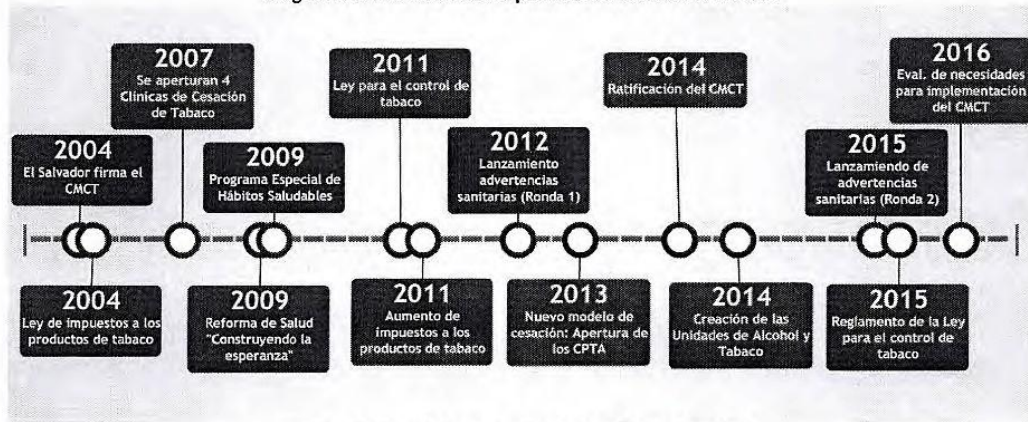 2007
Se aperturan 4
Clínicas de Cesación
de Tabaco
2011
Ley para el control de
tabaco
2014
Ratificación del CMCT
2016
Eval. de necesidades
para implementación
del CMCT
2004
El Salvador firma el
CMCT
2009
Programa Especial de
Hábitos Saludables
2012
Lanzamiento
advertencias
sanitarias (Ronda 1)
2015
Lanzamiendo de
advertencias
sanitarias (Ronda 2)
2004
Ley de impuestos a los
productos de tabaco
2009
Reforma de Salud
"Construyendo la
esperanza"
2011
Aumento de
impuestos a los
productos de tabaco
2013
Nuevo modelo de
cesación: Apertura de
los CPTA
2014
Creación de las
Unidades de Alcohol y
Tabaco
2015
Reglamento de la Ley
para el control de
tabaco